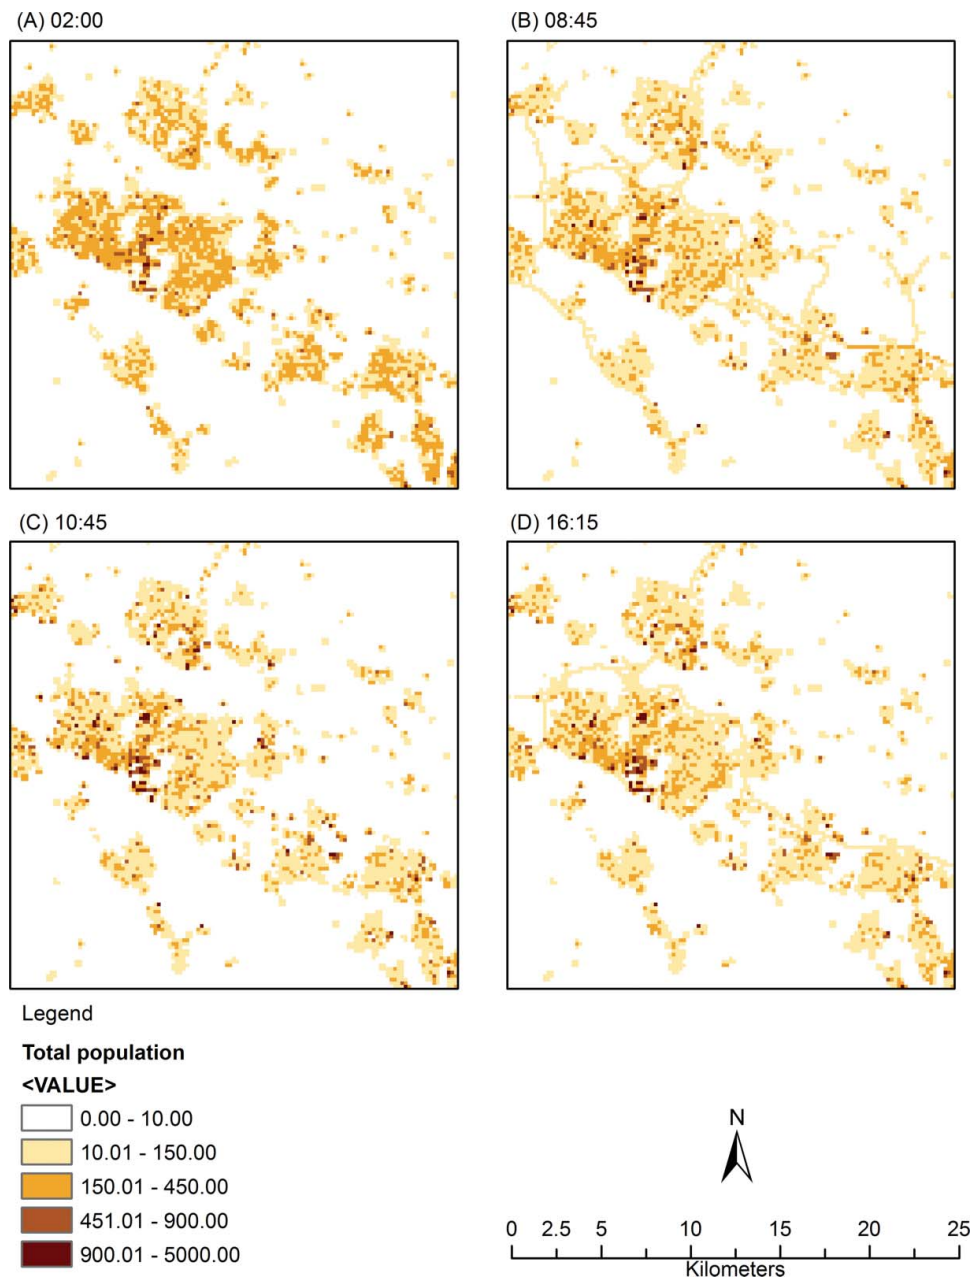 (A) 02:00
(B) 08:45
(C) 10:45
(D) 16:15
Legend
Total population
<VALUE>
0.00 - 10.00
10.01 - 150.00
150.01 - 450.00
451.01 - 900.00
900.01 - 5000.00
N
0 2.5 5 10 15 20 25
Kilometers